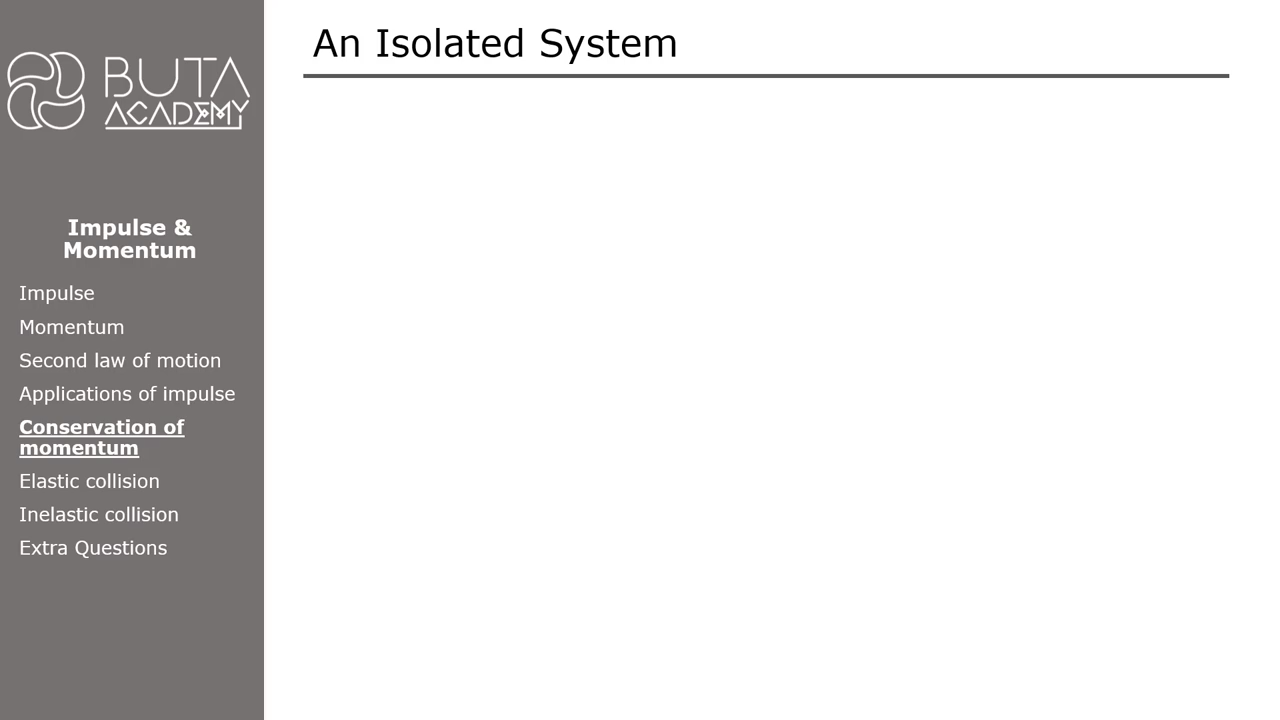 BUTA
ACADEMY
An Isolated System
Impulse &
Momentum
Impulse
Momentum
Second law of motion
Applications of impulse
Conservation of
momentum
Elastic collision
Inelastic collision
Extra Questions